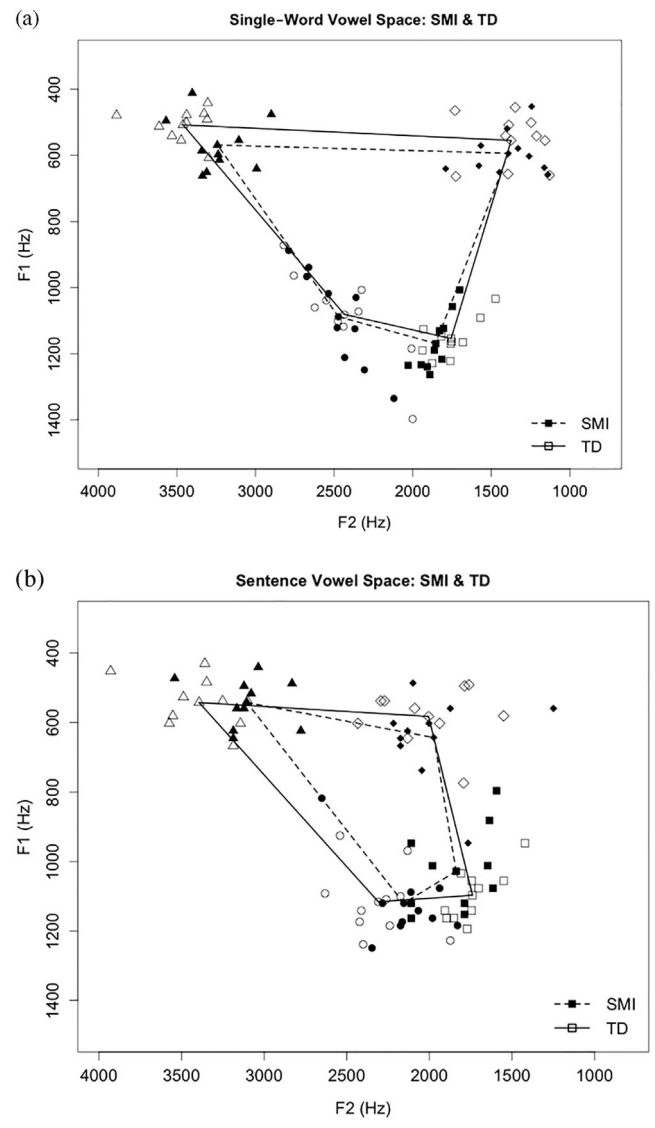 (a)
Single-Word Vowel Space: SMI & TD
400
600
800
1000
1200
1400
F1 (Hz)
4000 3500 3000 2500 2000 1500 1000
F2 (Hz)
SMI
TD
(b)
Sentence Vowel Space: SMI & TD
400
600
800
1000
1200
1400
F1 (Hz)
4000 3500 3000 2500 2000 1500 1000
F2 (Hz)
SMI
TD